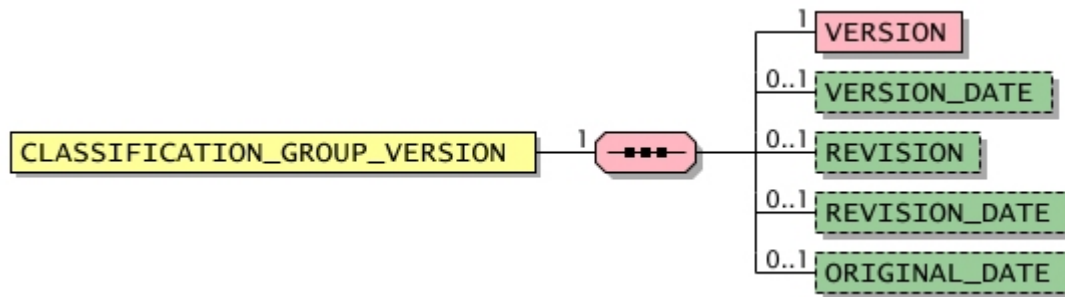 1 VERSION
0..1 VERSION_DATE
CLASSIFICATION_GROUP_VERSION 1 0..1 REVISION
0..1 REVISION_DATE
0..1 ORIGINAL_DATE